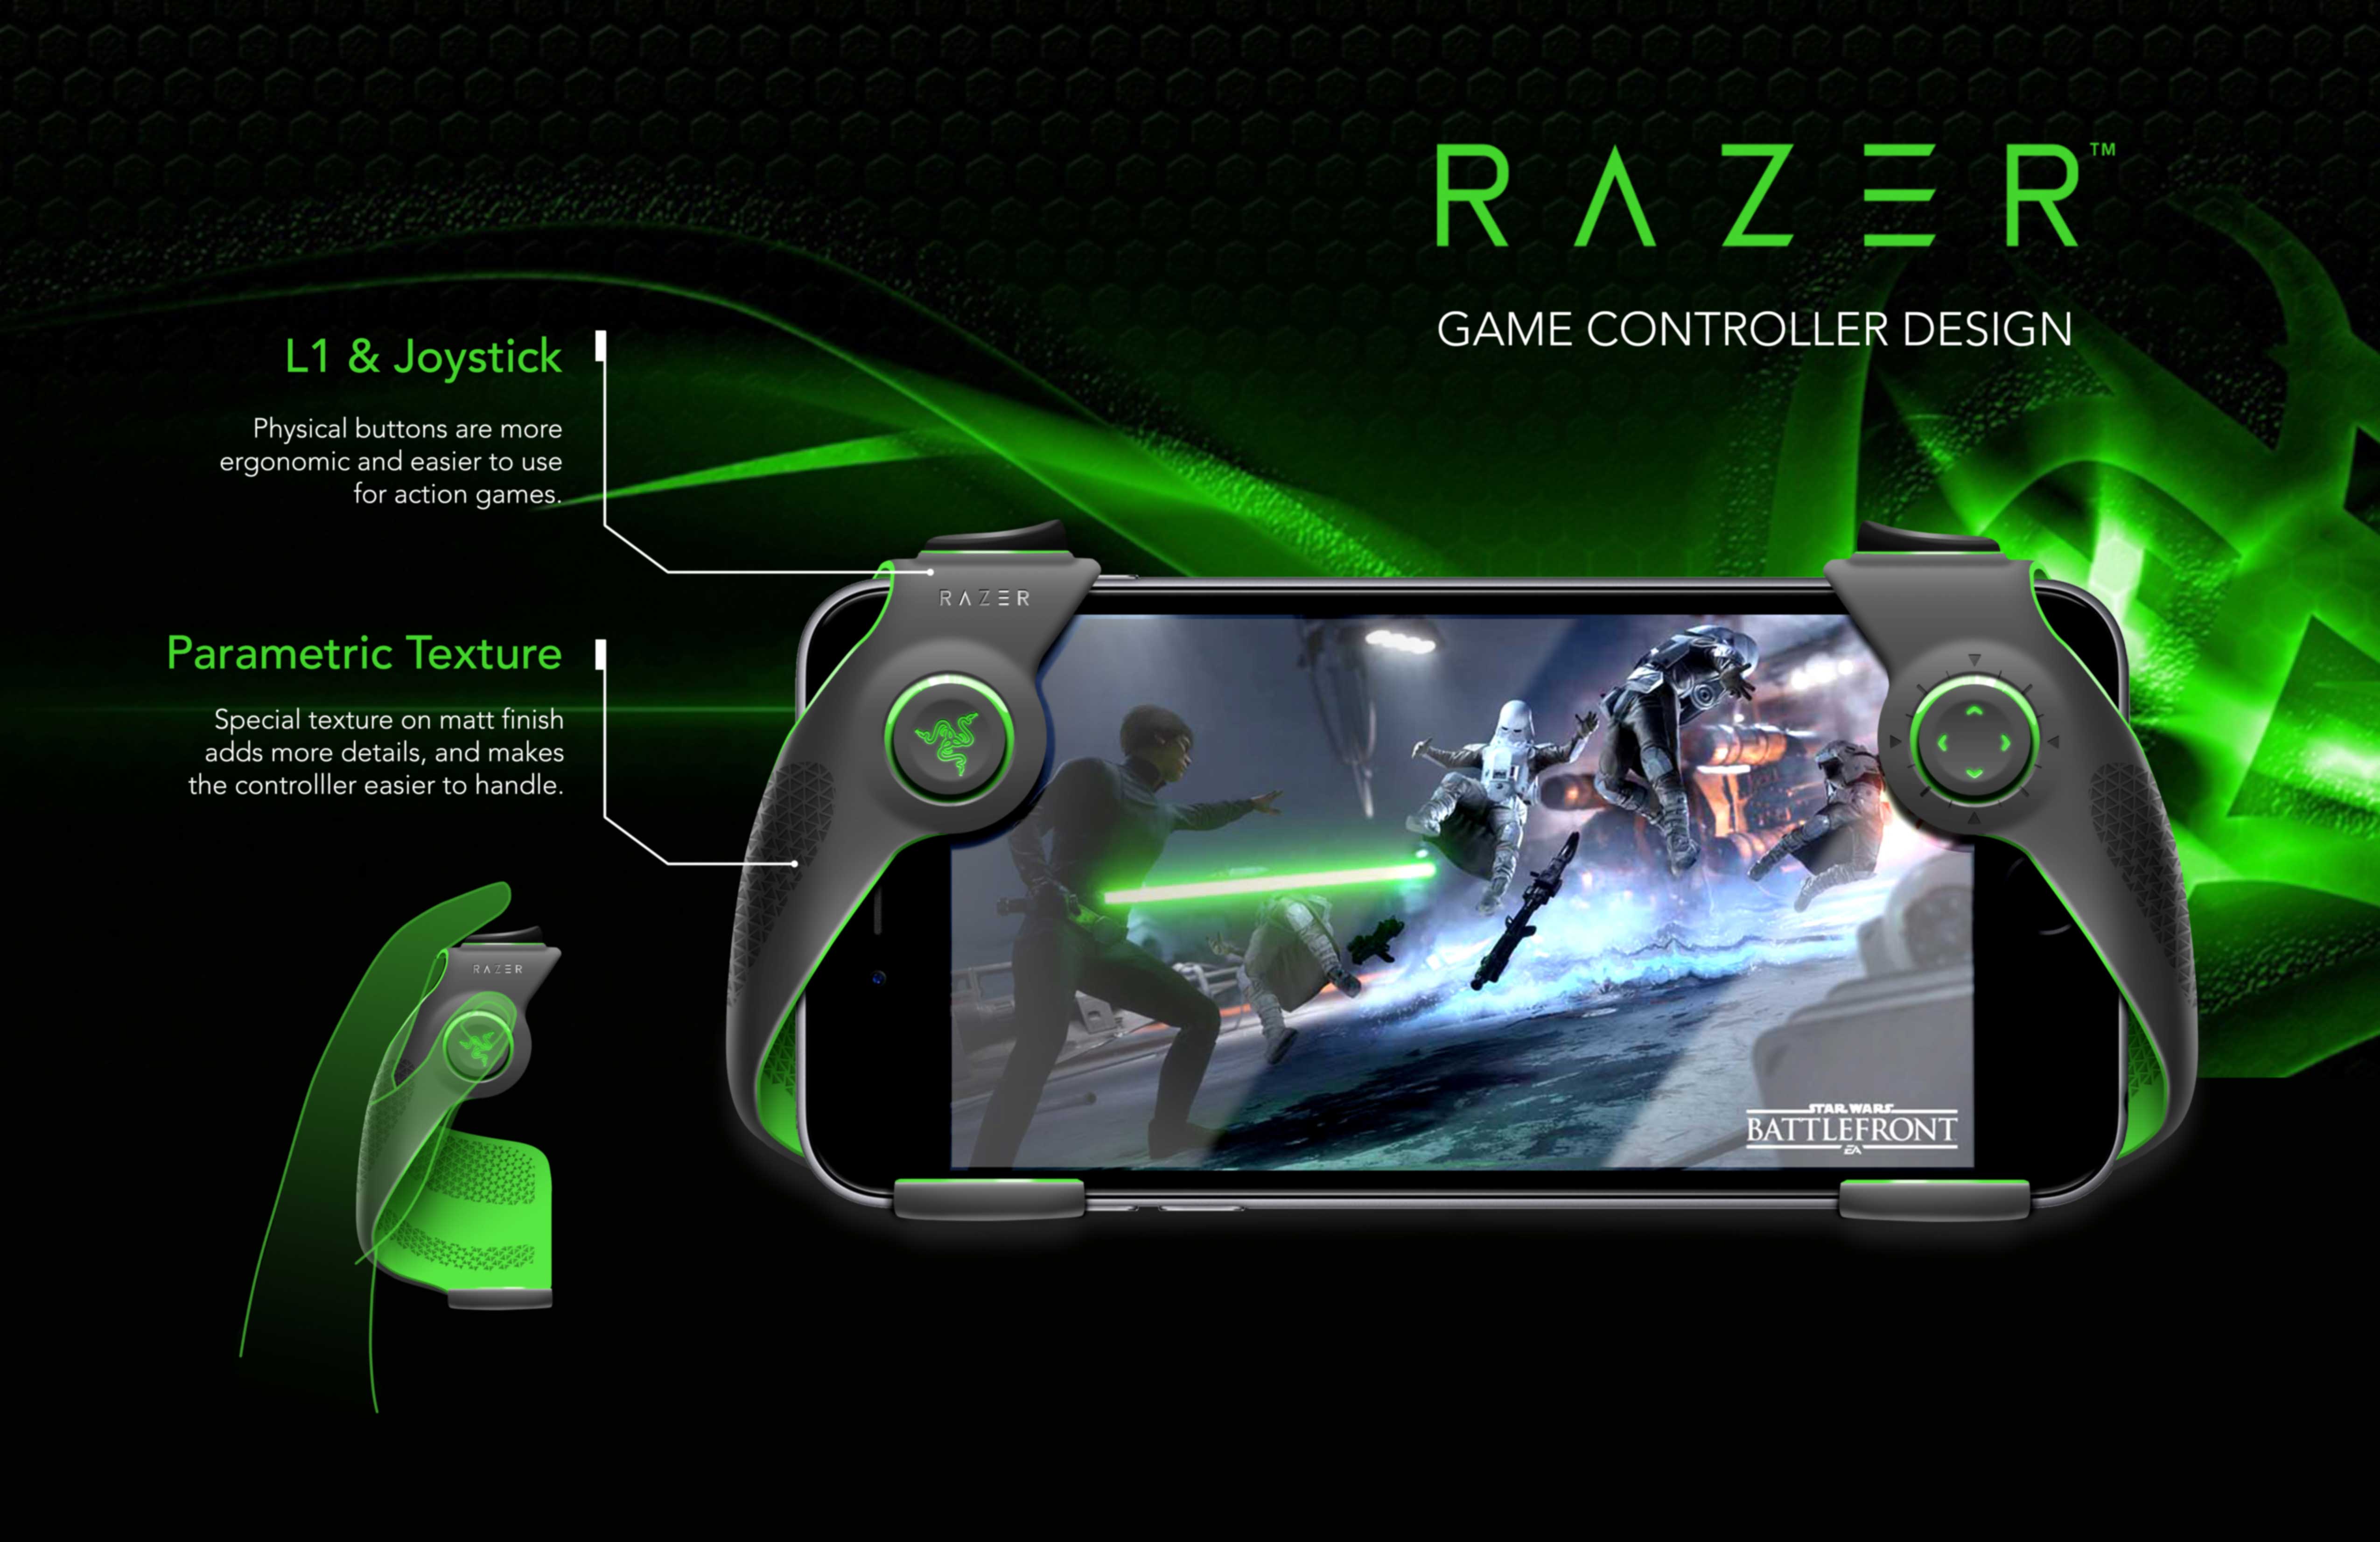 RAZER™
GAME CONTROLLER DESIGN
L1 & Joystick
Physical buttons are more
ergonomic and easier to use
for action games.
Parametric Texture
Special texture on matt finish
adds more details, and makes
the controlller easier to handle.
RAZER
RAZER
STAR WARS
BATTLEFRONT
EA